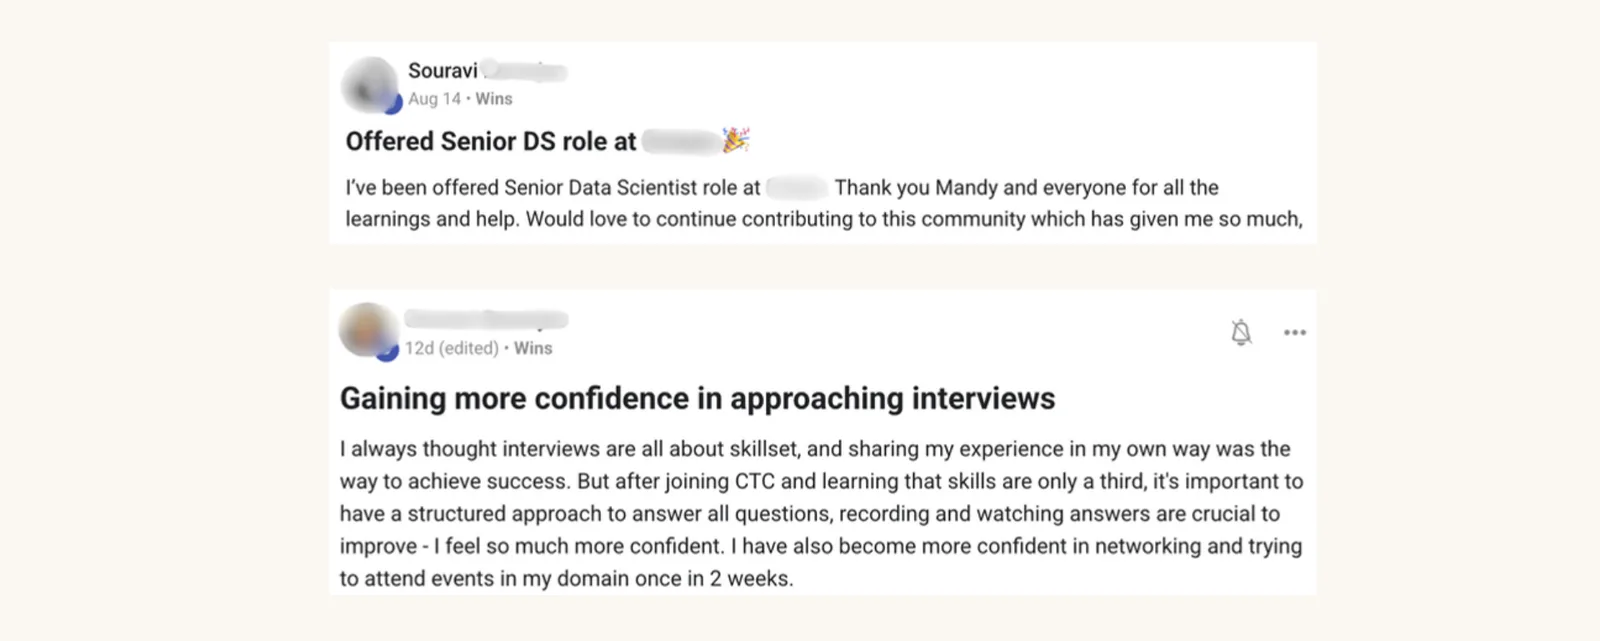 Souravi
Aug 14 • Wins
Offered Senior DS role at 🎉
I’ve been offered Senior Data Scientist role at Thank you Mandy and everyone for all the
learnings and help. Would love to continue contributing to this community which has given me so much,
12d (edited) • Wins
Gaining more confidence in approaching interviews
I always thought interviews are all about skillset, and sharing my experience in my own way was the
way to achieve success. But after joining CTC and learning that skills are only a third, it's important to
have a structured approach to answer all questions, recording and watching answers are crucial to
improve - I feel so much more confident. I have also become more confident in networking and trying
to attend events in my domain once in 2 weeks.